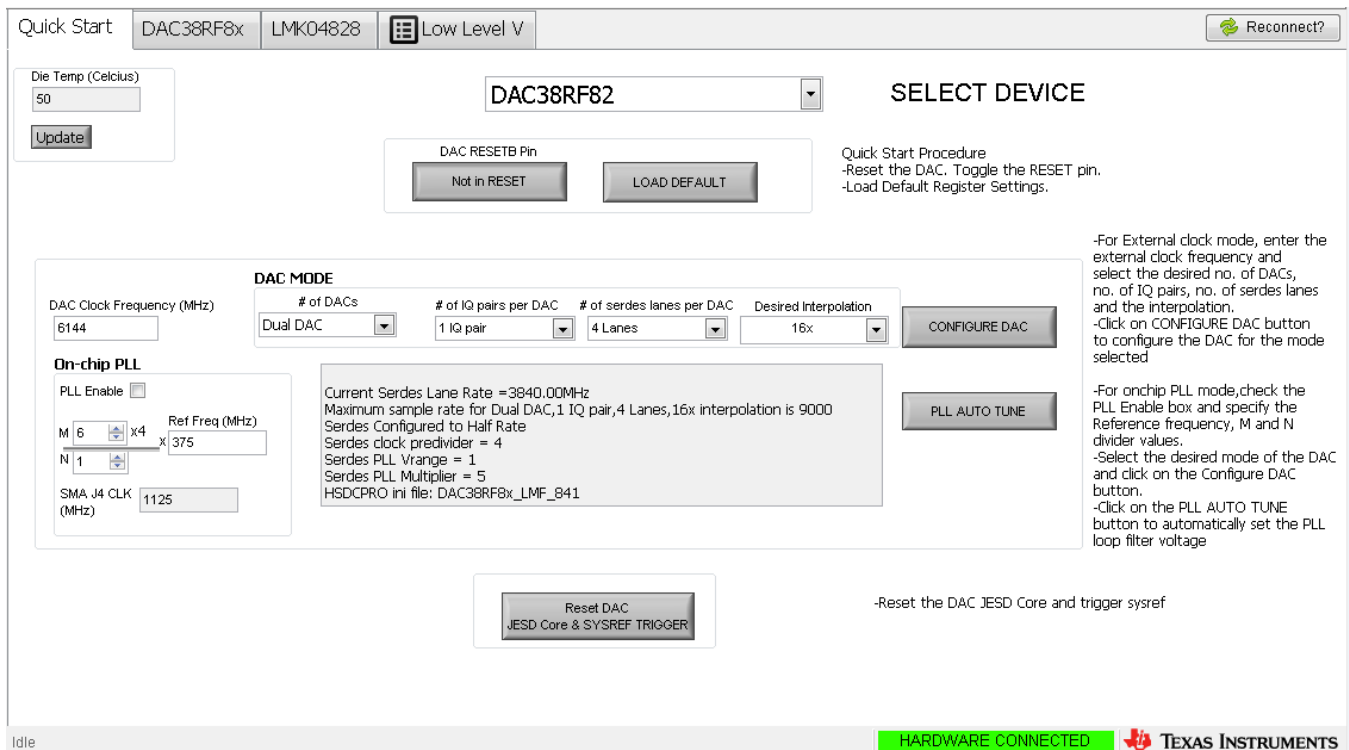 Quick Start
DAC38RF8x
LMK04828
Low Level V
Reconnect?
Die Temp (Celcius)
50
Update
DAC38RF82
SELECT DEVICE
DAC RESETB Pin
Not in RESET
LOAD DEFAULT
Quick Start Procedure
-Reset the DAC. Toggle the RESET pin.
-Load Default Register Settings.
DAC MODE
DAC Clock Frequency (MHz)
6144
# of DACs
Dual DAC
# of IQ pairs per DAC
1 IQ pair
# of serdes lanes per DAC
4 Lanes
Desired Interpolation
16x
CONFIGURE DAC
On-chip PLL
PLL Enable
M 6 x4
N 1
x
Ref Freq (MHz)
375
SMA J4 CLK
(MHz)
1125
Current Serdes Lane Rate =3840.00MHz
Maximum sample rate for Dual DAC,1 IQ pair,4 Lanes,16x interpolation is 9000
Serdes Configured to Half Rate
Serdes clock predivider = 4
Serdes PLL Vrange = 1
Serdes PLL Multiplier = 5
HSDCPRO ini file: DAC38RF8x_LMF_841
PLL AUTO TUNE
-For External clock mode, enter the
external clock frequency and
select the desired no. of DACs,
no. of IQ pairs, no. of serdes lanes
and the interpolation.
-Click on CONFIGURE DAC button
to configure the DAC for the mode
selected
-For onchip PLL mode,check the
PLL Enable box and specify the
Reference frequency, M and N
divider values.
-Select the desired mode of the DAC
and click on the Configure DAC
button.
-Click on the PLL AUTO TUNE
button to automatically set the PLL
loop filter voltage
Reset DAC
JESD Core & SYSREF TRIGGER
-Reset the DAC JESD Core and trigger sysref
Idle
HARDWARE CONNECTED
TEXAS INSTRUMENTS